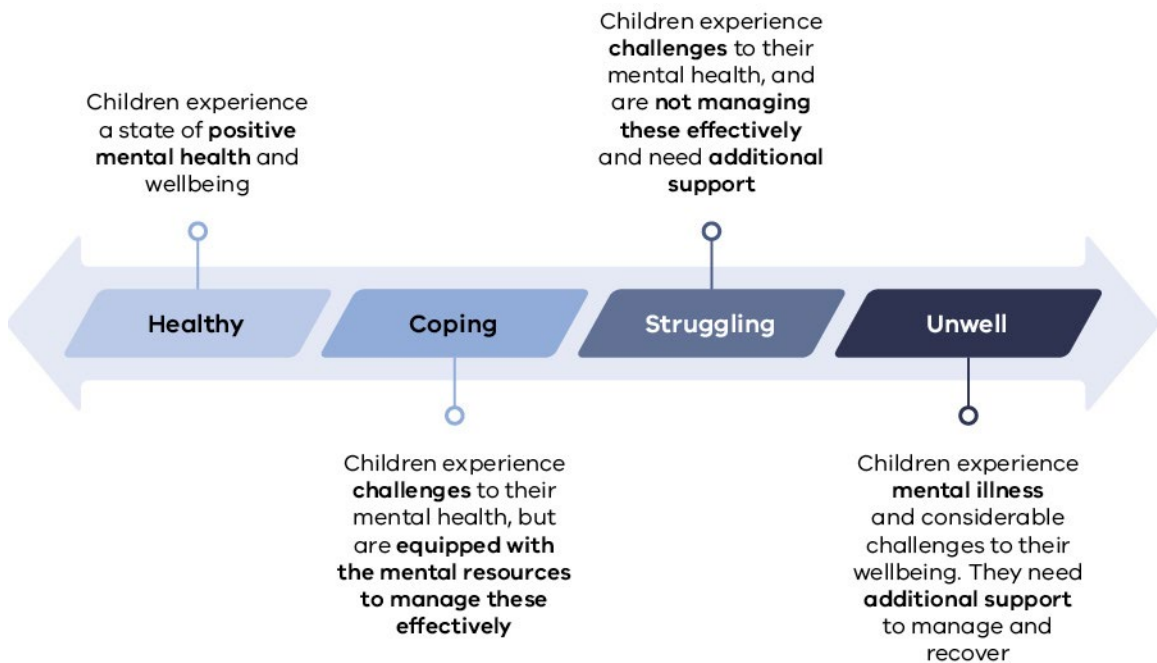 Children experience
a state of positive
mental health and
wellbeing
Children experience
challenges to their
mental health, and
are not managing
these effectively
and need additional
support
Healthy
Coping
Struggling
Unwell
Children experience
challenges to their
mental health, but
are equipped with
the mental resources
to manage these
effectively
Children experience
mental illness
and considerable
challenges to their
wellbeing. They need
additional support
to manage and
recover